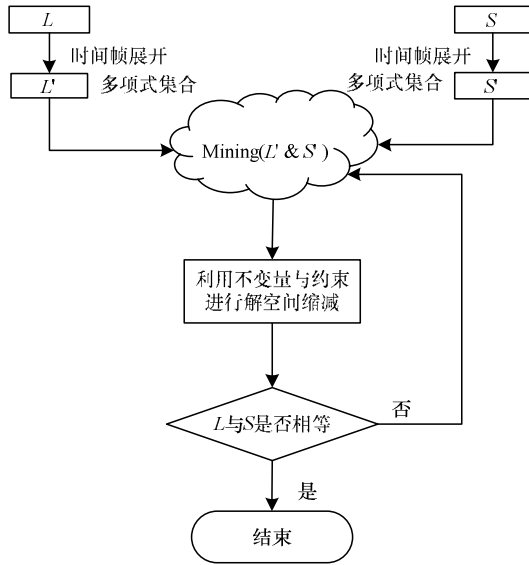 L
S
时间帧展开
时间帧展开
L'
多项式集合
多项式集合
S'
Mining(L' & S' )
利用不变量与约束
进行解空间缩减
L与S是否相等
否
是
结束